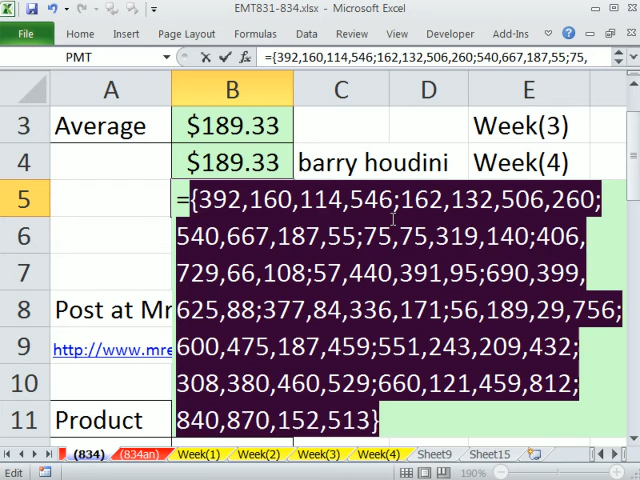 EMT831-834.xlsx - Microsoft Excel
File Home Insert Page Layout Formulas Data Review View Developer Add-Ins
PMT ={392,160,114,546;162,132,506,260;540,667,187,55;75,
A B C D E
3 Average $189.33 Week(3)
4 $189.33 barry houdini Week(4)
5 ={392,160,114,546;162,132,506,260;
6 540,667,187,55;75,75,319,140;406,
7 729,66,108;57,440,391,95;690,399,
8 Post at Mr 625,88;377,84,336,171;56,189,29,756;
9 http://www.mre 600,475,187,459;551,243,209,432;
10 308,380,460,529;660,121,459,812;
11 Product 840,870,152,513}
(834) (834an) Week(1) Week(2) Week(3) Week(4) Sheet9 Sheet15
Edit 190%